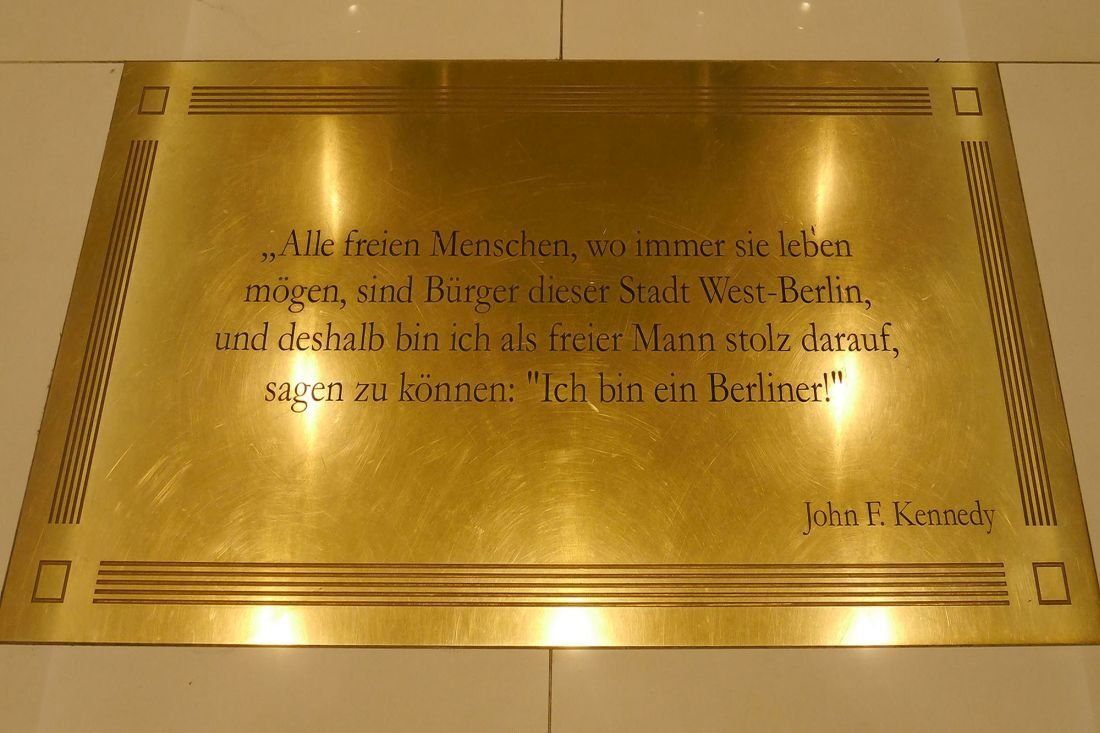 „Alle freien Menschen, wo immer sie leben
mögen, sind Bürger dieser Stadt West-Berlin,
und deshalb bin ich als freier Mann stolz darauf,
sagen zu können: "Ich bin ein Berliner!"
John F. Kennedy